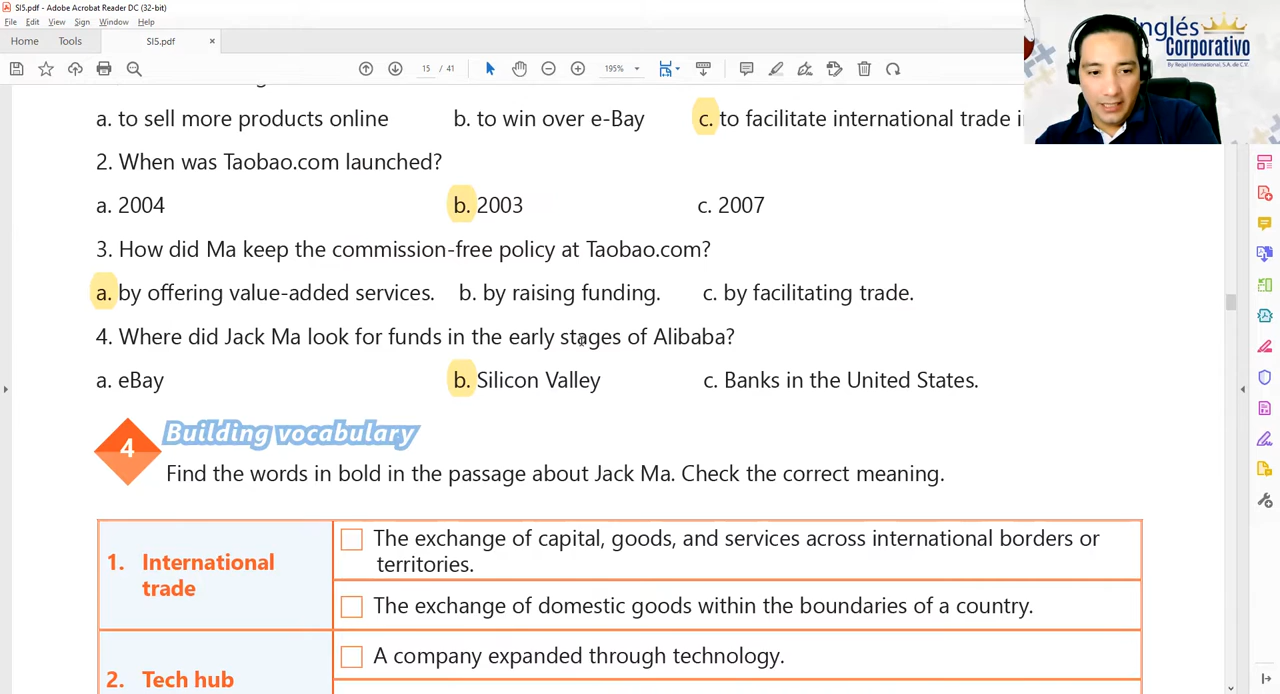 SI5.pdf - Adobe Acrobat Reader DC (32-bit)
File Edit View Sign Window Help
Home Tools SI5.pdf ×
15 / 41 195%
Inglés
Corporativo
By Regal International, S.A. de C.V.
a. to sell more products online b. to win over e-Bay c. to facilitate international trade
2. When was Taobao.com launched?
a. 2004 b. 2003 c. 2007
3. How did Ma keep the commission-free policy at Taobao.com?
a. by offering value-added services. b. by raising funding. c. by facilitating trade.
4. Where did Jack Ma look for funds in the early stages of Alibaba?
a. eBay b. Silicon Valley c. Banks in the United States.
4 Building vocabulary
Find the words in bold in the passage about Jack Ma. Check the correct meaning.
1. International
trade
The exchange of capital, goods, and services across international borders or
territories.
The exchange of domestic goods within the boundaries of a country.
2. Tech hub
A company expanded through technology.